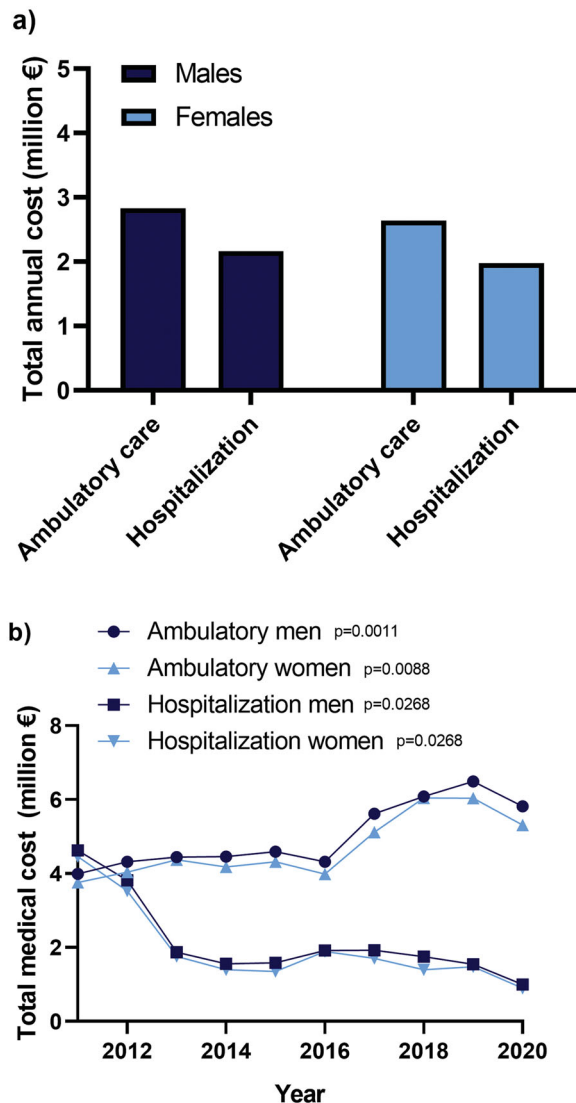 a)
Total annual cost (million €)
5
4
3
2
1
0
Males
Females
Ambulatory care
Hospitalization
Ambulatory care
Hospitalization
b)
Ambulatory men p=0.0011
Ambulatory women p=0.0088
Hospitalization men p=0.0268
Hospitalization women p=0.0268
Total medical cost (million €)
8
6
4
2
0
2012 2014 2016 2018 2020
Year